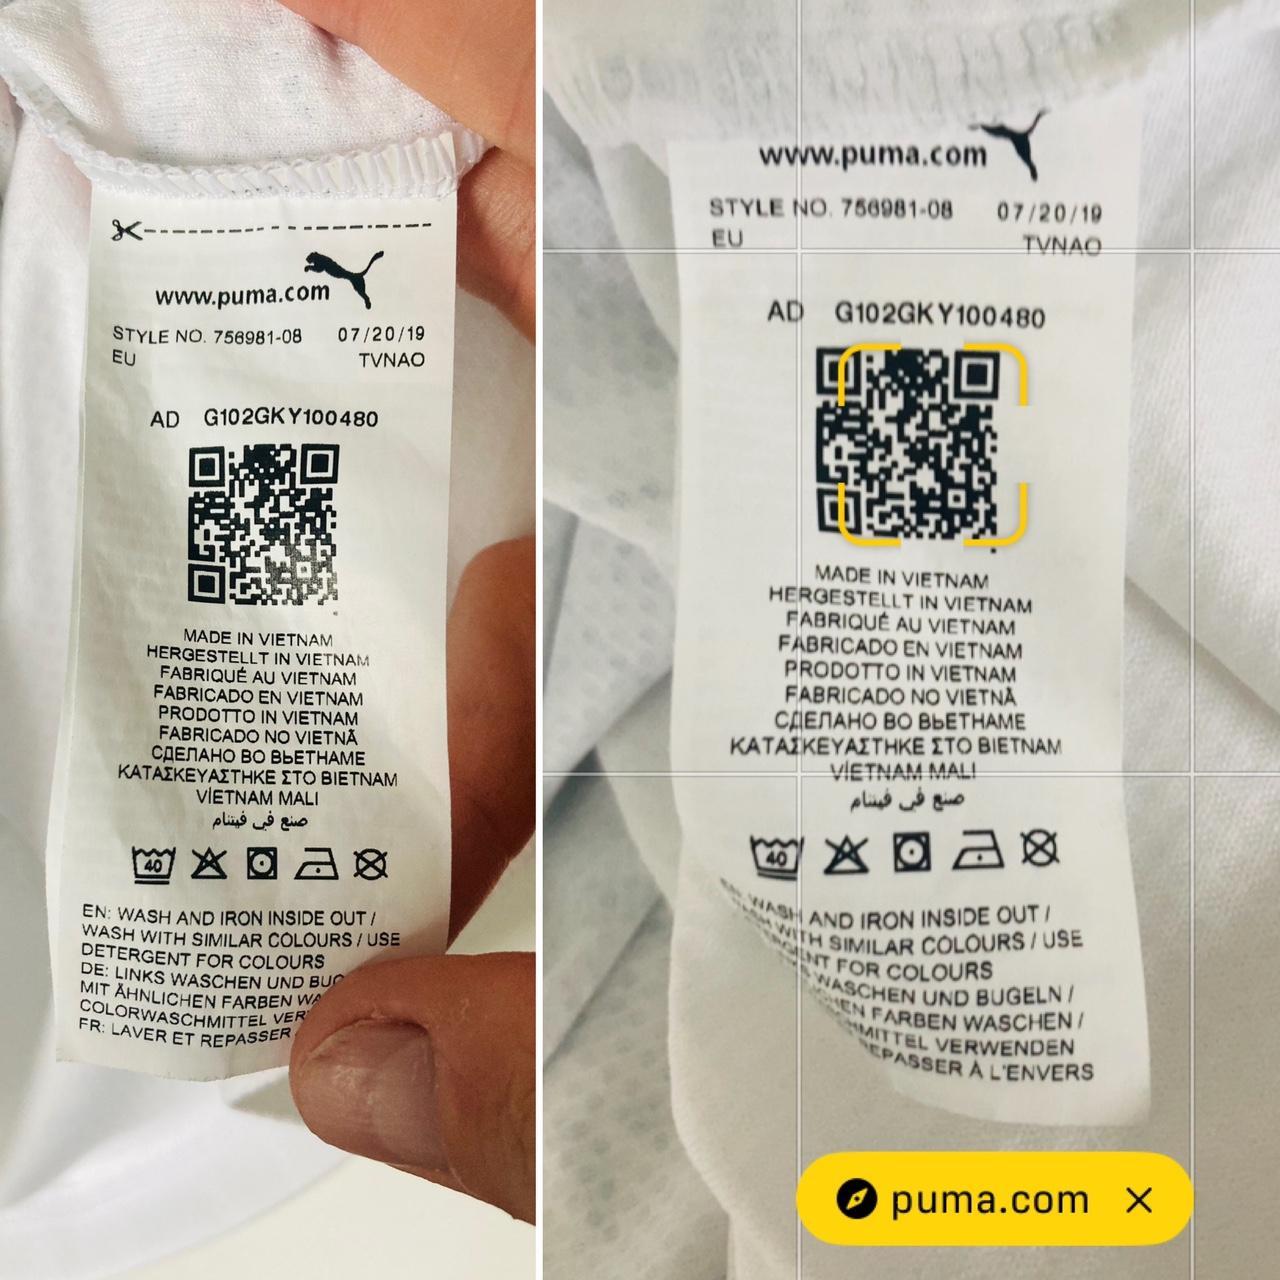 www.puma.com
STYLE NO. 756981-08 07/20/19
EU TVNAO
AD G102GKY100480
MADE IN VIETNAM
HERGESTELLT IN VIETNAM
FABRIQUÉ AU VIETNAM
FABRICADO EN VIETNAM
PRODOTTO IN VIETNAM
FABRICADO NO VIETNÃ
СДЕЛАНО ВО ВЬЕТНАМЕ
ΚΑΤΑΣΚΕΥΑΣΤΗΚΕ ΣΤΟ ΒΙΕΤΝΑΜ
VİETNAM MALI
صنع في فيتنام
40
EN: WASH AND IRON INSIDE OUT /
WASH WITH SIMILAR COLOURS / USE
DETERGENT FOR COLOURS
DE: LINKS WASCHEN UND
MIT ÄHNLICHEN FARBEN
COLORWASCHMITTEL
FR: LAVER ET REPASSER
www.puma.com
STYLE NO. 756981-08 07/20/19
EU TVNAO
AD G102GKY100480
MADE IN VIETNAM
HERGESTELLT IN VIETNAM
FABRIQUÉ AU VIETNAM
FABRICADO EN VIETNAM
PRODOTTO IN VIETNAM
FABRICADO NO VIETNÃ
СДЕЛАНО ВО ВЬЕТНАМЕ
ΚΑΤΑΣΚΕΥΑΣΤΗΚΕ ΣΤΟ ΒΙΕΤΝΑΜ
VİETNAM MALI
صنع في فيتنام
40
EN: WASH AND IRON INSIDE OUT /
WASH WITH SIMILAR COLOURS / USE
FOR COLOURS
WASCHEN UND BUGELN /
FARBEN WASCHEN /
VERWENDEN
REPASSER À L'ENVERS
puma.com